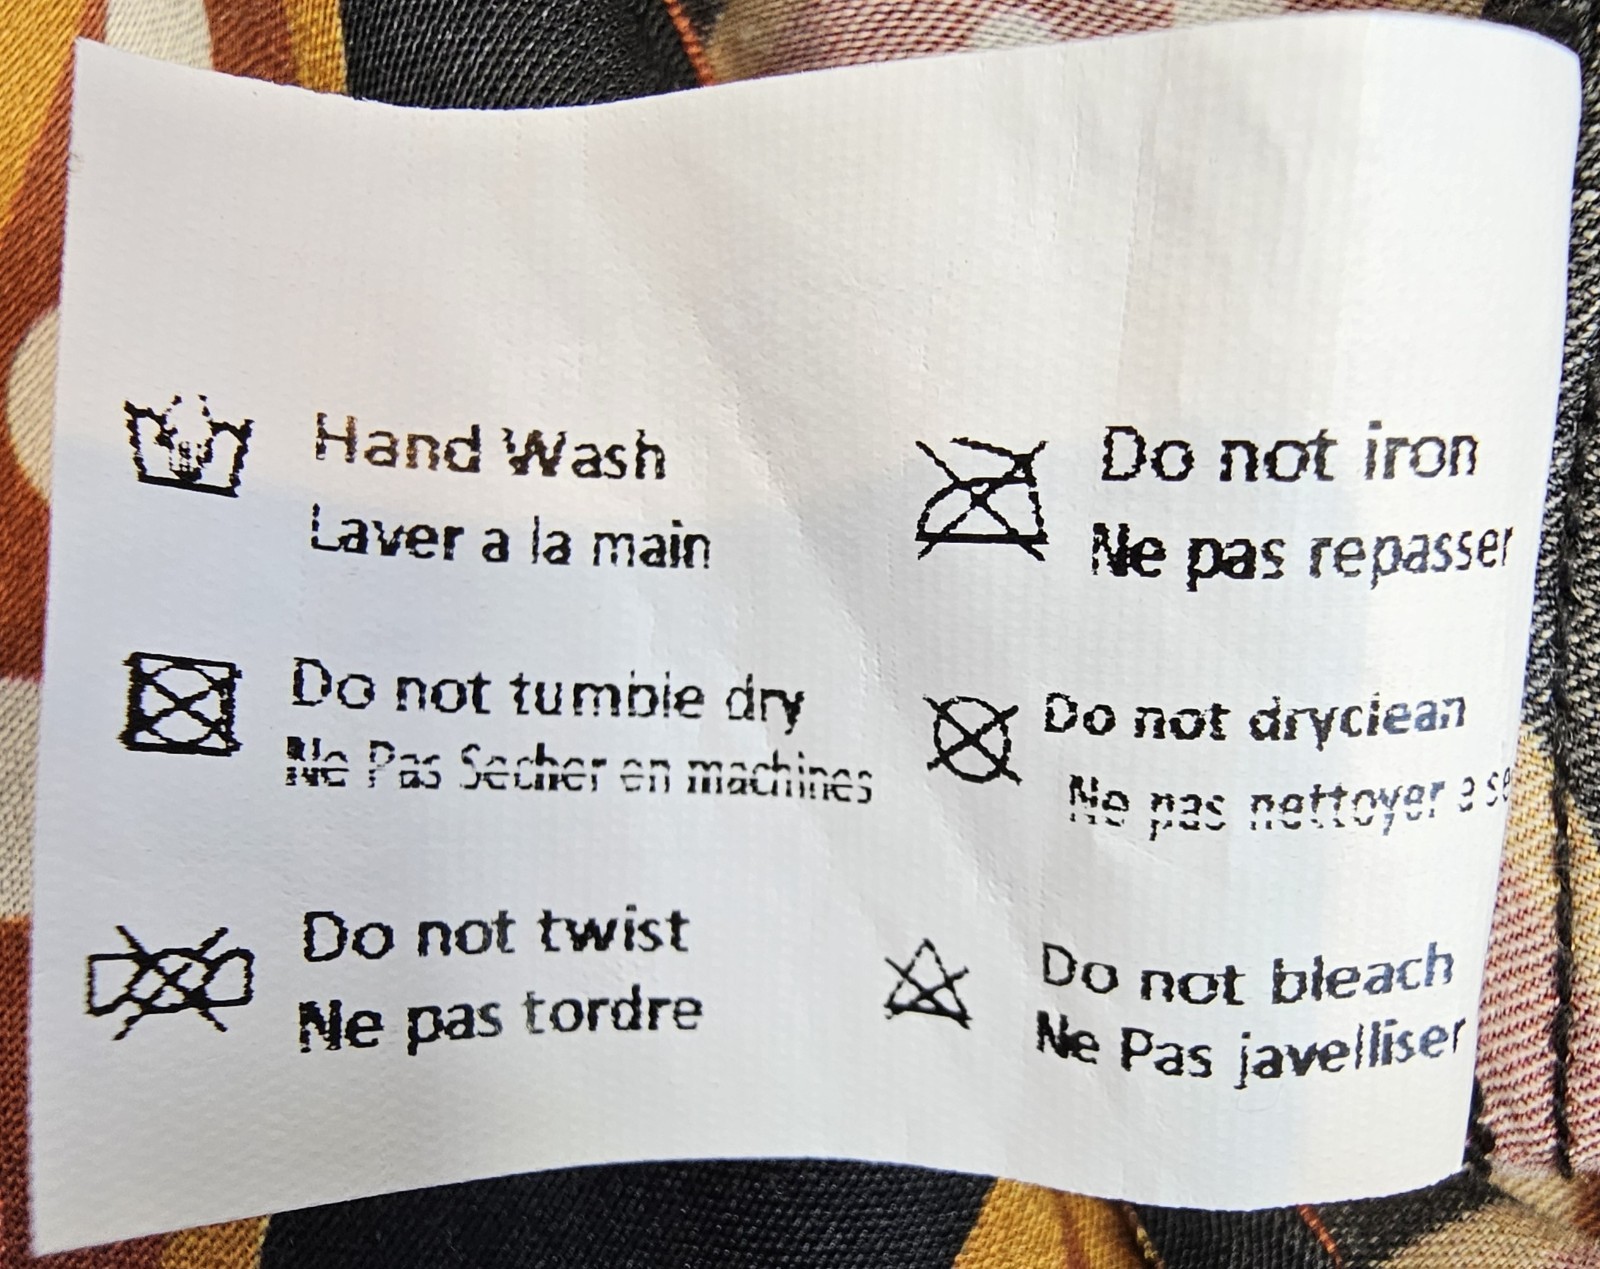 Hand Wash
Laver a la main
Do not tumble dry
Ne Pas Secher en machines
Do not twist
Ne pas tordre
Do not iron
Ne pas repasser
Do not dryclean
Ne pas nettoyer a
Do not bleach
Ne Pas javelliser